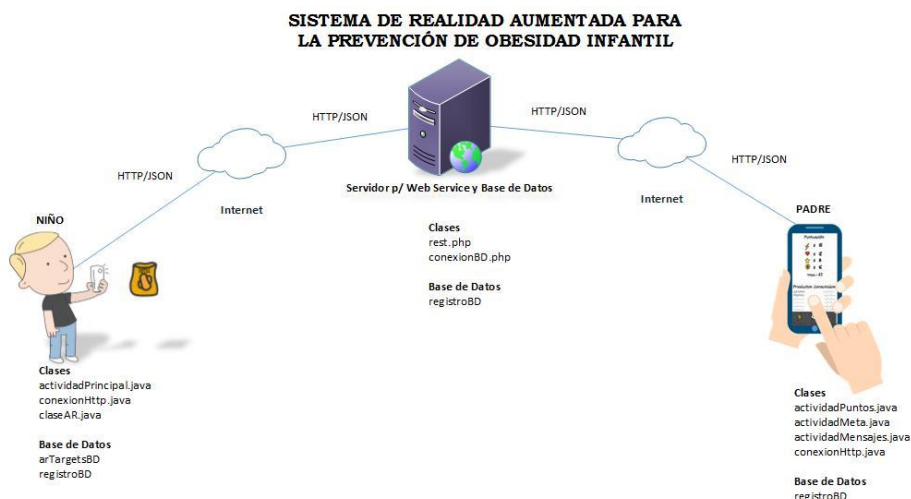 SISTEMA DE REALIDAD AUMENTADA PARA
LA PREVENCIÓN DE OBESIDAD INFANTIL
HTTP/JSON
HTTP/JSON
HTTP/JSON
HTTP/JSON
Internet
Servidor p/ Web Service y Base de Datos
Internet
NIÑO
PADRE
Clases
rest.php
conexionBD.php
Base de Datos
registroBD
Puntuación
Productos consumidos
Clases
actividadPrincipal.java
conexionHttp.java
claseAR.java
Base de Datos
arTargetsBD
registroBD
Clases
actividadPuntos.java
actividadMeta.java
actividadMensajes.java
conexionHttp.java
Base de Datos
registroBD